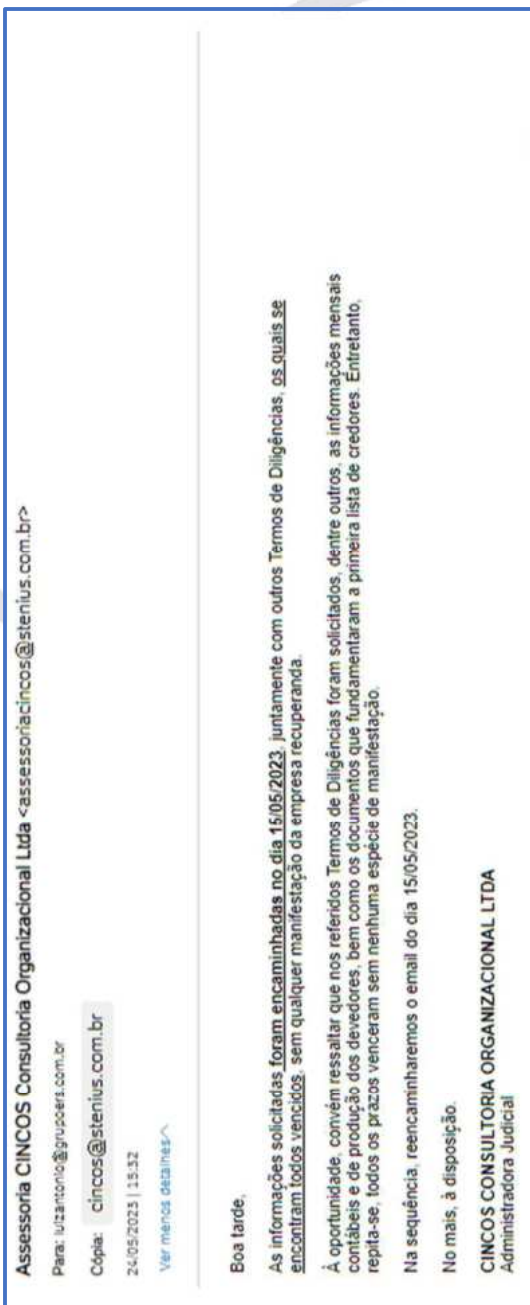 Assessoria CINCOS Consultoria Organizacional Ltda <assessoriacincos@stenius.com.br>
Para: luizantonio@grupoers.com.br
Cópia: cincos@stenius.com.br
24/05/2023 | 15:32
Ver menos detalhes^
Boa tarde,
As informações solicitadas foram encaminhadas no dia 15/05/2023, juntamente com outros Termos de Diligências, os quais se
encontram todos vencidos, sem qualquer manifestação da empresa recuperanda.
À oportunidade, convém ressaltar que nos referidos Termos de Diligências foram solicitados, dentre outros, as informações mensais
contábeis e de produção dos devedores, bem como os documentos que fundamentaram a primeira lista de credores. Entretanto,
repita-se, todos os prazos venceram sem nenhuma espécie de manifestação.
Na sequência, reencaminharemos o email do dia 15/05/2023.
No mais, à disposição.
CINCOS CONSULTORIA ORGANIZACIONAL LTDA
Administradora Judicial